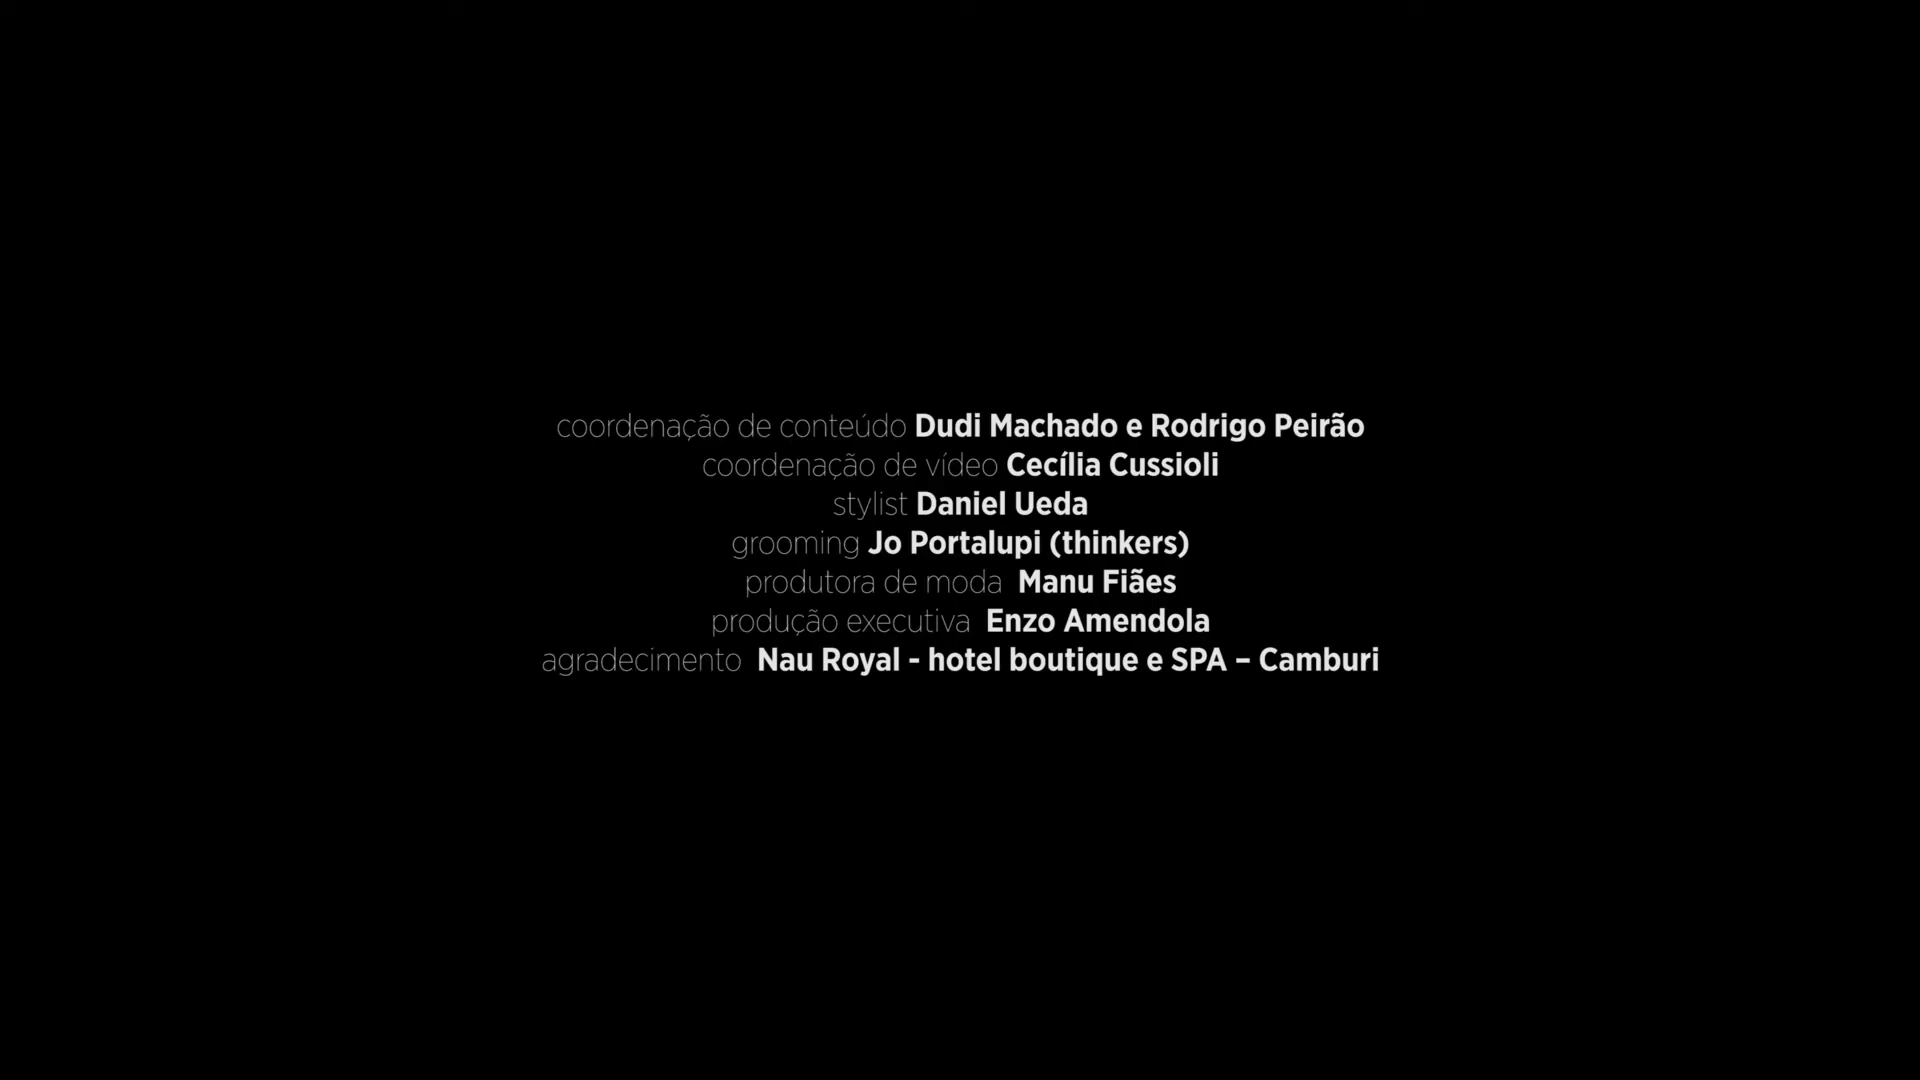 coordenação de conteúdo Dudi Machado e Rodrigo Peirão
coordenação de vídeo Cecília Cussioli
stylist Daniel Ueda
grooming Jo Portalupi (thinkers)
produtora de moda Manu Fiães
produção executiva Enzo Amendola
agradecimento Nau Royal - hotel boutique e SPA – Camburi